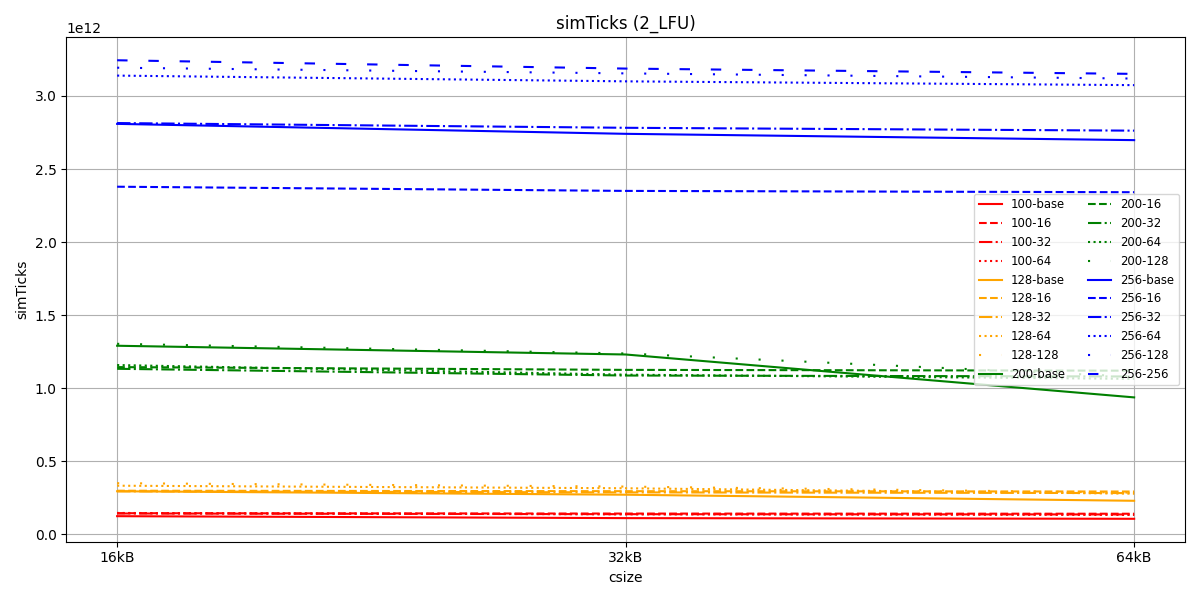 simTicks (2_LFU)
1e12
3.0
2.5
2.0
1.5
1.0
0.5
0.0
simTicks
16kB
32kB
64kB
csize
100-base
100-16
100-32
100-64
128-base
128-16
128-32
128-64
128-128
200-base
200-16
200-32
200-64
200-128
256-base
256-16
256-32
256-64
256-128
256-256